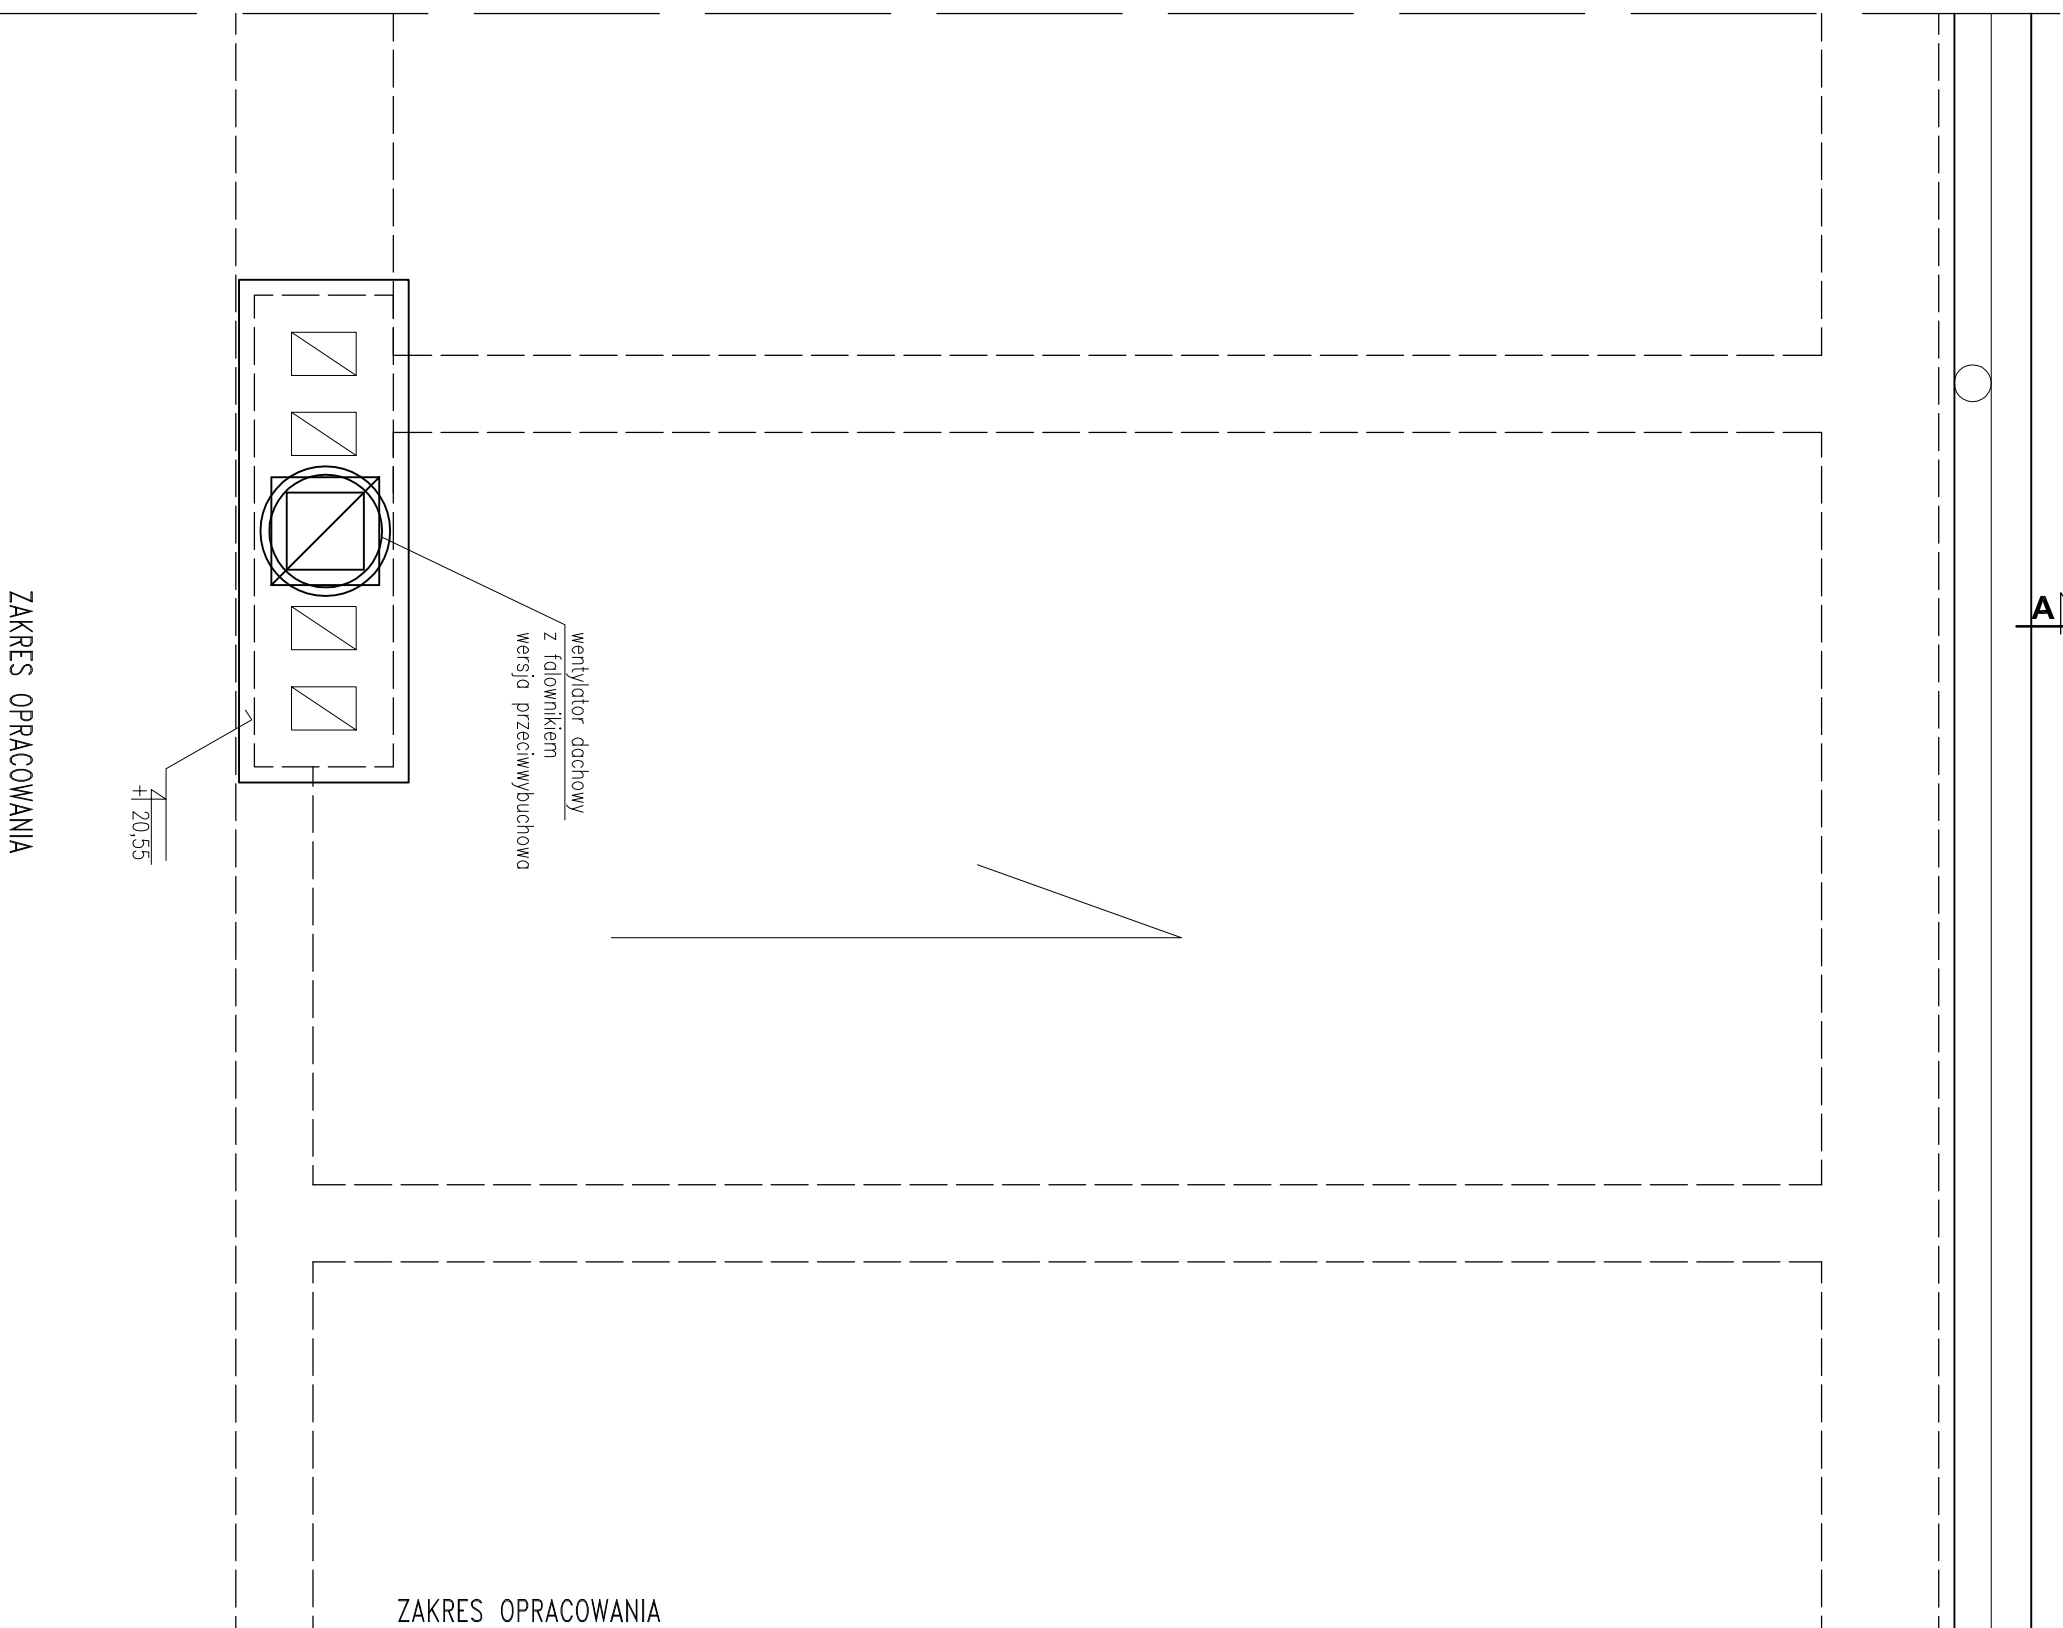 A
ZAKRES OPRACOWANIA
wentylator dachowy
z falownikiem
wersja przeciwwybuchowa
+ 20,55
ZAKRES OPRACOWANIA